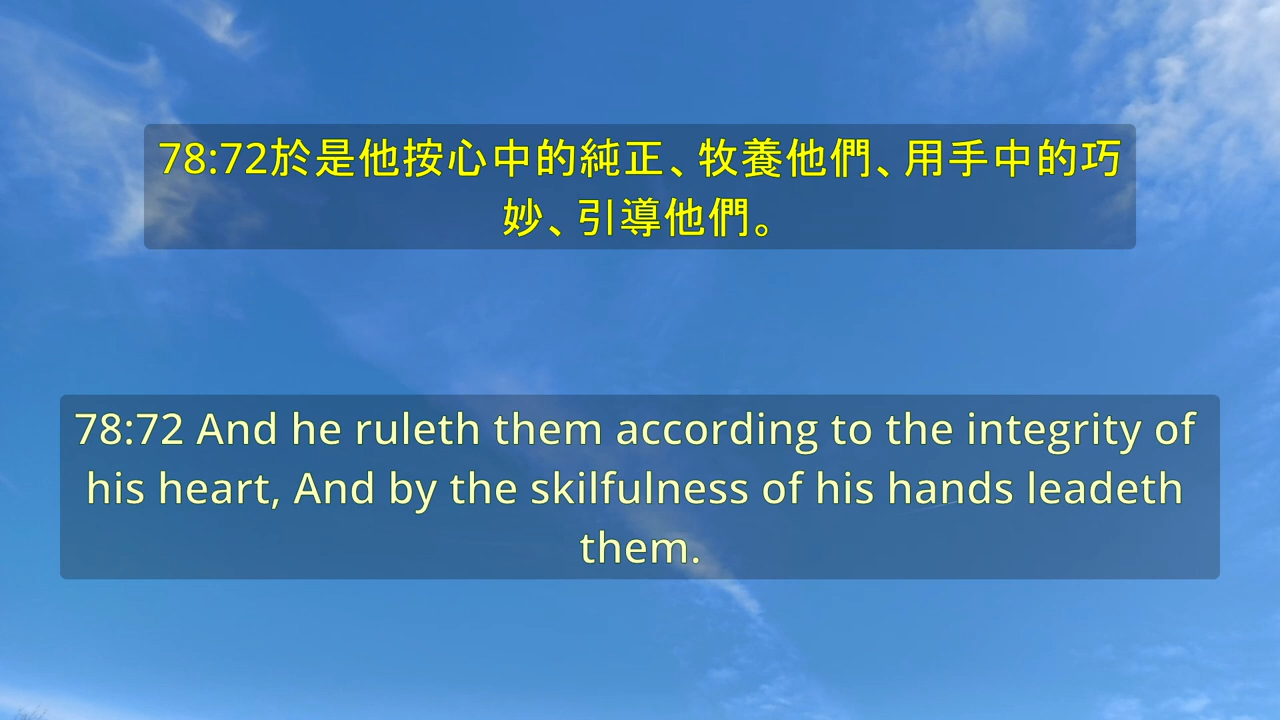 78:72於是他按心中的純正、牧養他們、用手中的巧
妙、引導他們。
78:72 And he ruleth them according to the integrity of
his heart, And by the skilfulness of his hands leadeth
them.